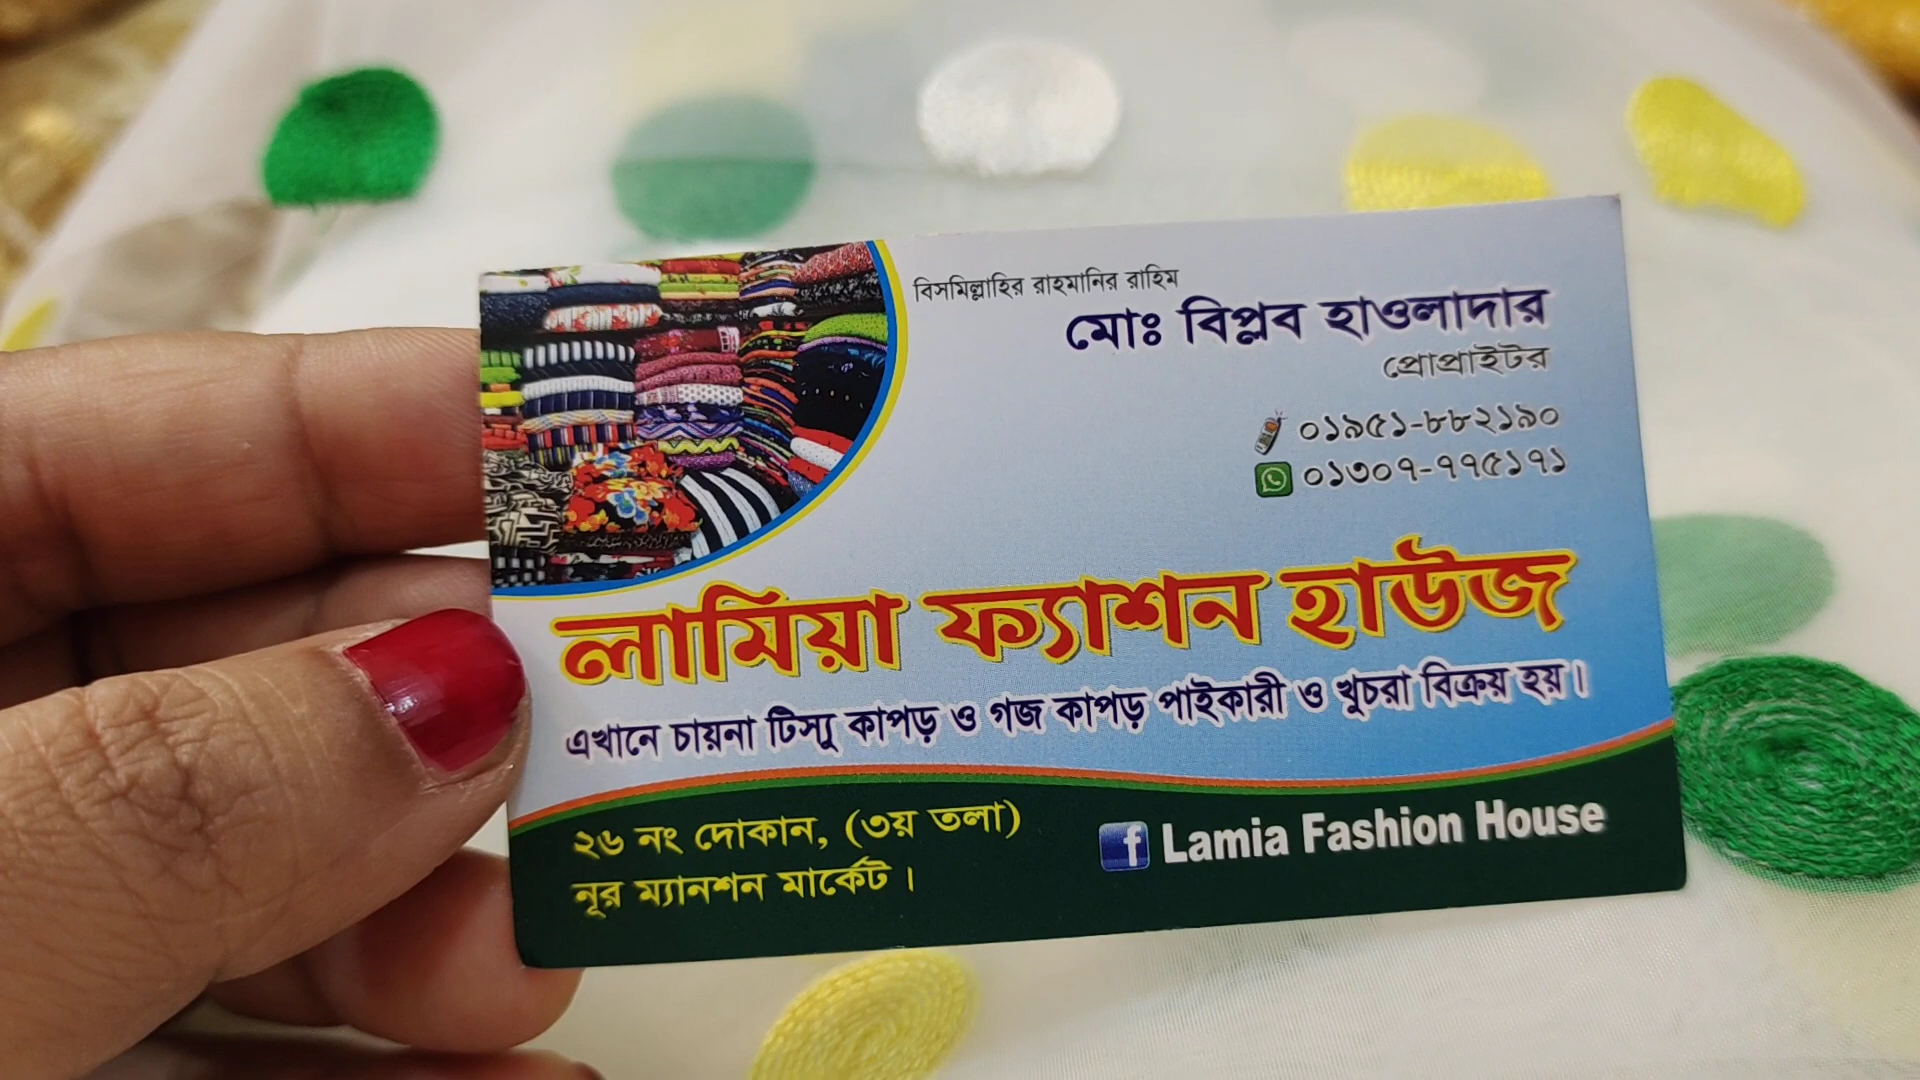 বিসমিল্লাহির রাহমানির রাহিম
মোঃ বিপ্লব হাওলাদার
প্রোপ্রাইটর
০১৯৫১-৮৮২১৯০
০১৩০৭-৭৭৫১৭১
লামিয়া ফ্যাশন হাউজ
এখানে চায়না টিস্যু কাপড় ও গজ কাপড় পাইকারী ও খুচরা বিক্রয় হয়।
২৬ নং দোকান, (৩য় তলা)
নূর ম্যানশন মার্কেট।
Lamia Fashion House